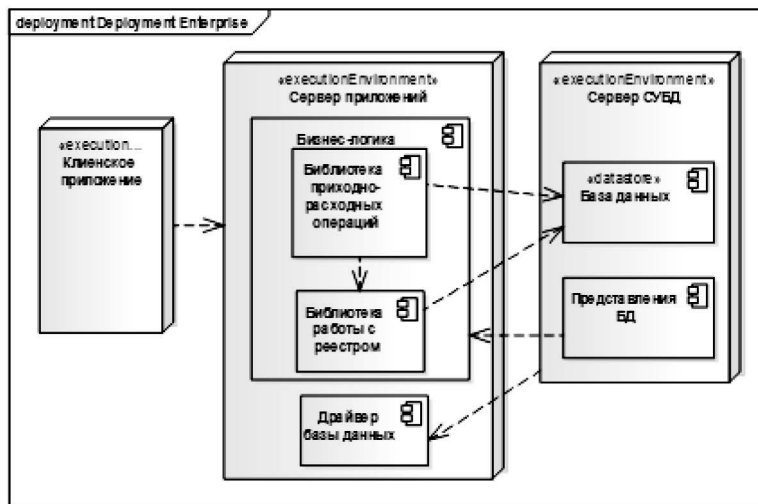 deployment Deployment Enterprise
«execution...
Клиенское
приложение
«executionEnvironment»
Сервер приложений
Бизнес-логика
Библиотека
приходно-
расходных
операций
Библиотека
работы с
реестром
Драйвер
базы данных
«executionEnvironment»
Сервер СУБД
«datastore»
База данных
Представления
БД